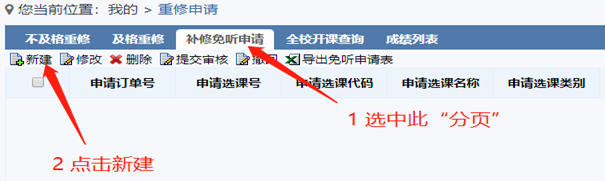 您当前位置：我的 > 重修申请
不及格重修 及格重修 补修免听申请 全校开课查询 成绩列表
新建 修改 删除 提交审核 撤回 导出免听申请表
申请订单号 申请选课号 申请选课代码 申请选课名称 申请选课类别
1 选中此“分页”
2 点击新建